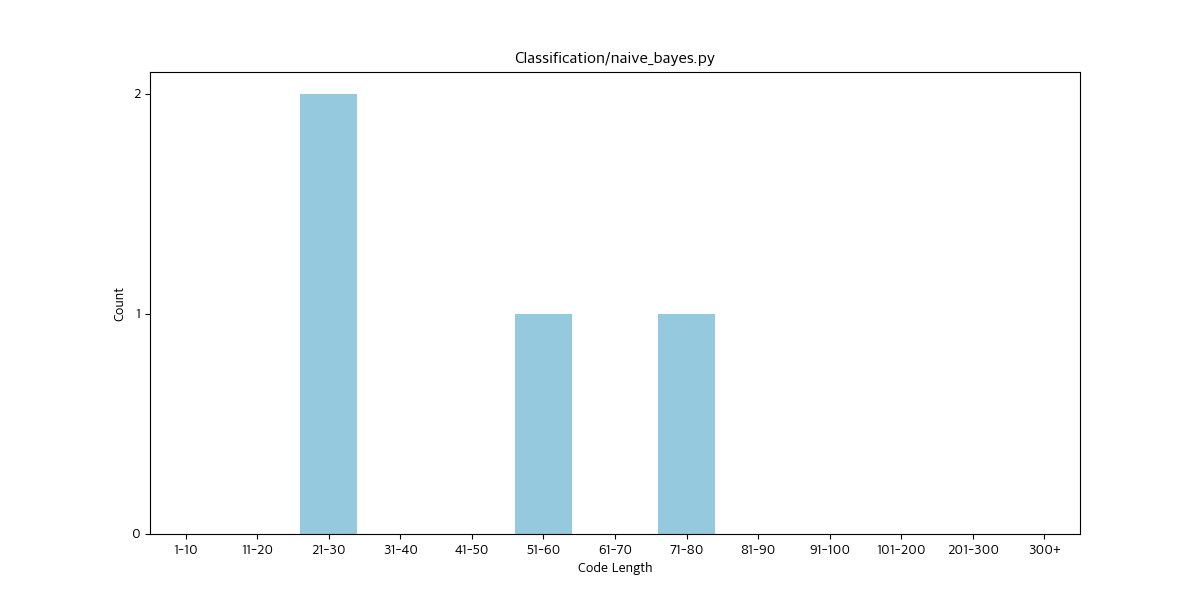 Classification/naive_bayes.py
2
1
0
Count
1-10 11-20 21-30 31-40 41-50 51-60 61-70 71-80 81-90 91-100 101-200 201-300 300+
Code Length